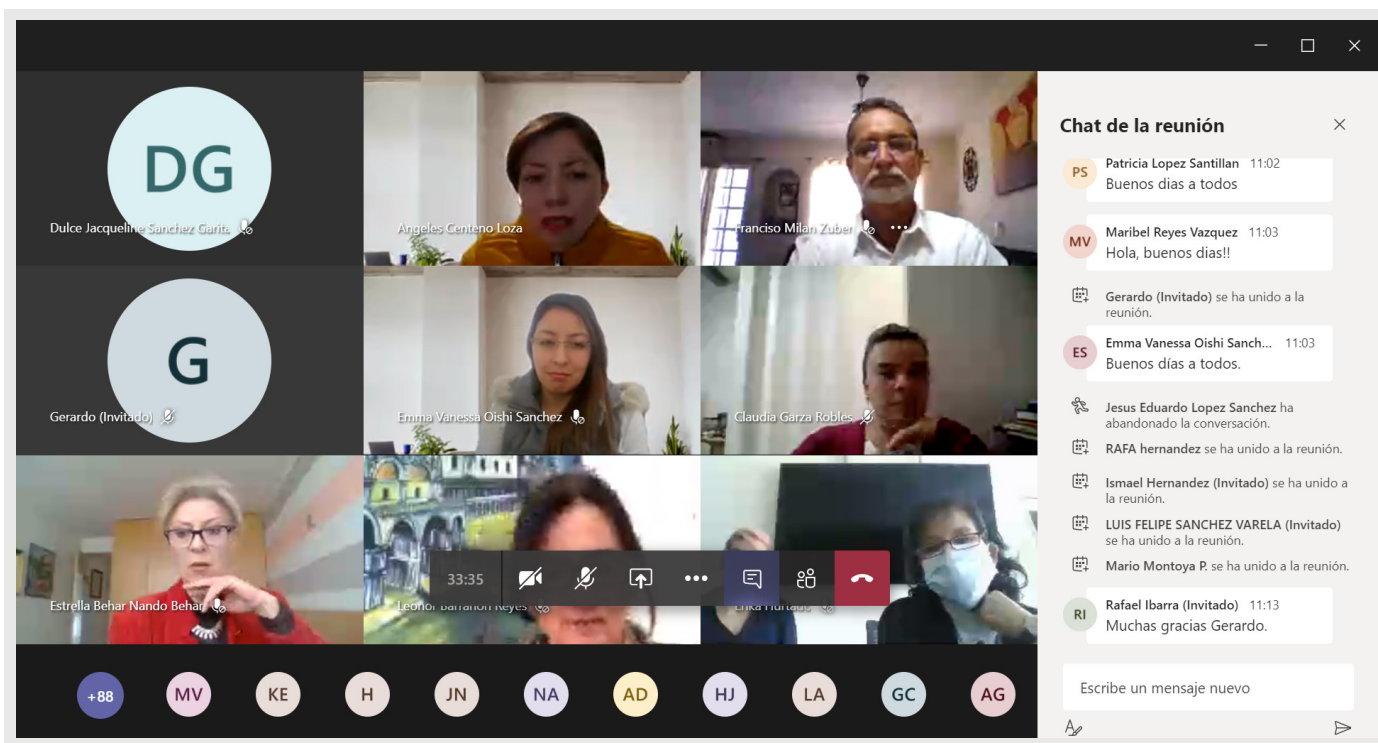 DG
Dulce Jacqueline Sanchez Garita
Angeles Centeno Loza
Franciso Milan Zuber
G
Gerardo (Invitado)
Emma Vanessa Oishi Sanchez
Claudia Garza Robles
Estrella Behar Nando Behar
Leonor Barranon Reyes
Erika Hurtado
33:35
+88
MV
KE
H
JN
NA
AD
HJ
LA
GC
AG
Chat de la reunión
PS
Patricia Lopez Santillan 11:02
Buenos dias a todos
MV
Maribel Reyes Vazquez 11:03
Hola, buenos dias!!
Gerardo (Invitado) se ha unido a la
reunión.
ES
Emma Vanessa Oishi Sanch... 11:03
Buenos días a todos.
Jesus Eduardo Lopez Sanchez ha
abandonado la conversación.
RAFA hernandez se ha unido a la reunión.
Ismael Hernandez (Invitado) se ha unido a
la reunión.
LUIS FELIPE SANCHEZ VARELA (Invitado)
se ha unido a la reunión.
Mario Montoya P. se ha unido a la reunión.
RI
Rafael Ibarra (Invitado) 11:13
Muchas gracias Gerardo.
Escribe un mensaje nuevo